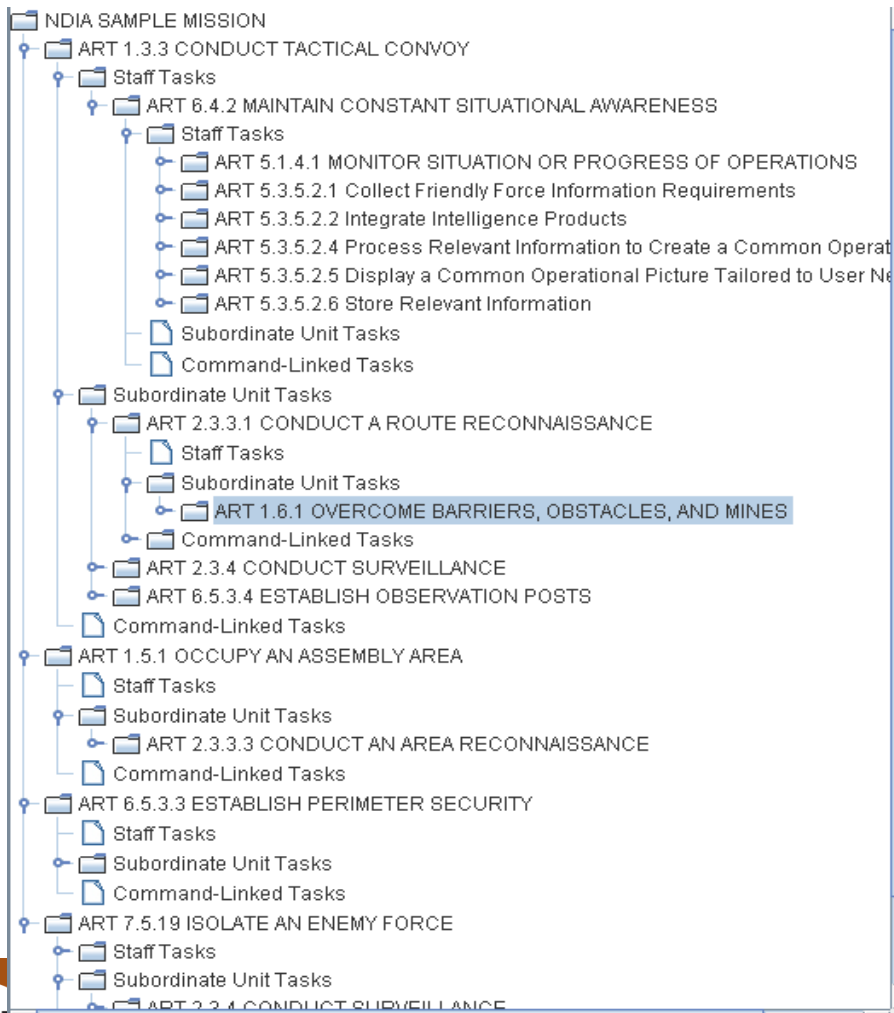 NDIA SAMPLE MISSION
ART 1.3.3 CONDUCT TACTICAL CONVOY
Staff Tasks
ART 6.4.2 MAINTAIN CONSTANT SITUATIONAL AWARENESS
Staff Tasks
ART 5.1.4.1 MONITOR SITUATION OR PROGRESS OF OPERATIONS
ART 5.3.5.2.1 Collect Friendly Force Information Requirements
ART 5.3.5.2.2 Integrate Intelligence Products
ART 5.3.5.2.4 Process Relevant Information to Create a Common Operat
ART 5.3.5.2.5 Display a Common Operational Picture Tailored to User Ne
ART 5.3.5.2.6 Store Relevant Information
Subordinate Unit Tasks
Command-Linked Tasks
Subordinate Unit Tasks
ART 2.3.3.1 CONDUCT A ROUTE RECONNAISSANCE
Staff Tasks
Subordinate Unit Tasks
ART 1.6.1 OVERCOME BARRIERS, OBSTACLES, AND MINES
Command-Linked Tasks
ART 2.3.4 CONDUCT SURVEILLANCE
ART 6.5.3.4 ESTABLISH OBSERVATION POSTS
Command-Linked Tasks
ART 1.5.1 OCCUPY AN ASSEMBLY AREA
Staff Tasks
Subordinate Unit Tasks
ART 2.3.3.3 CONDUCT AN AREA RECONNAISSANCE
Command-Linked Tasks
ART 6.5.3.3 ESTABLISH PERIMETER SECURITY
Staff Tasks
Subordinate Unit Tasks
Command-Linked Tasks
ART 7.5.19 ISOLATE AN ENEMY FORCE
Staff Tasks
Subordinate Unit Tasks
ART 2.3.4 CONDUCT SURVEILLANCE